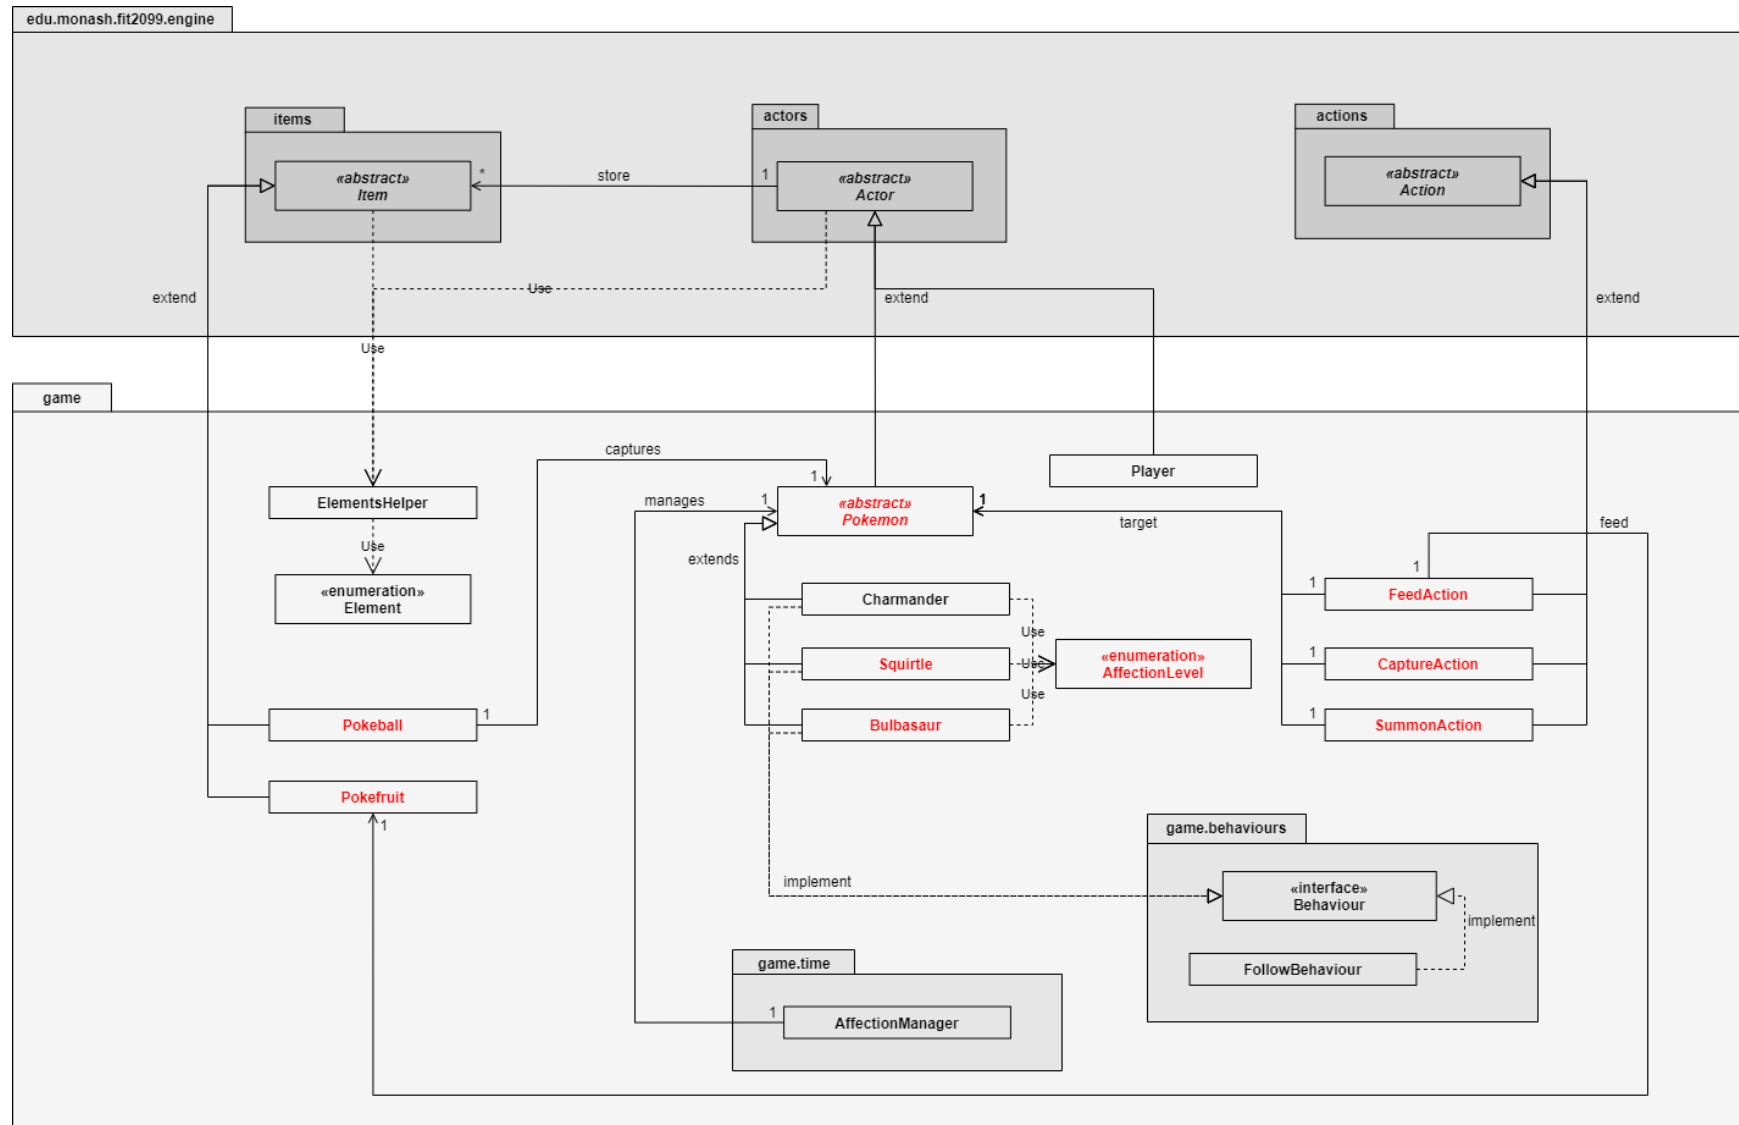 edu.monash.fit2099.engine
items
actors
actions
«abstract»
Item
*
store
1
«abstract»
Actor
«abstract»
Action
extend
Use
extend
extend
Use
game
captures
Player
ElementsHelper
1
manages
1
«abstract»
Pokemon
1
target
feed
Use
extends
1
«enumeration»
Element
Charmander
1
FeedAction
Use
Squirtle
Use
«enumeration»
AffectionLevel
1
CaptureAction
Use
Pokeball
1
Bulbasaur
1
SummonAction
Pokefruit
1
game.behaviours
implement
«interface»
Behaviour
implement
game.time
FollowBehaviour
1
AffectionManager